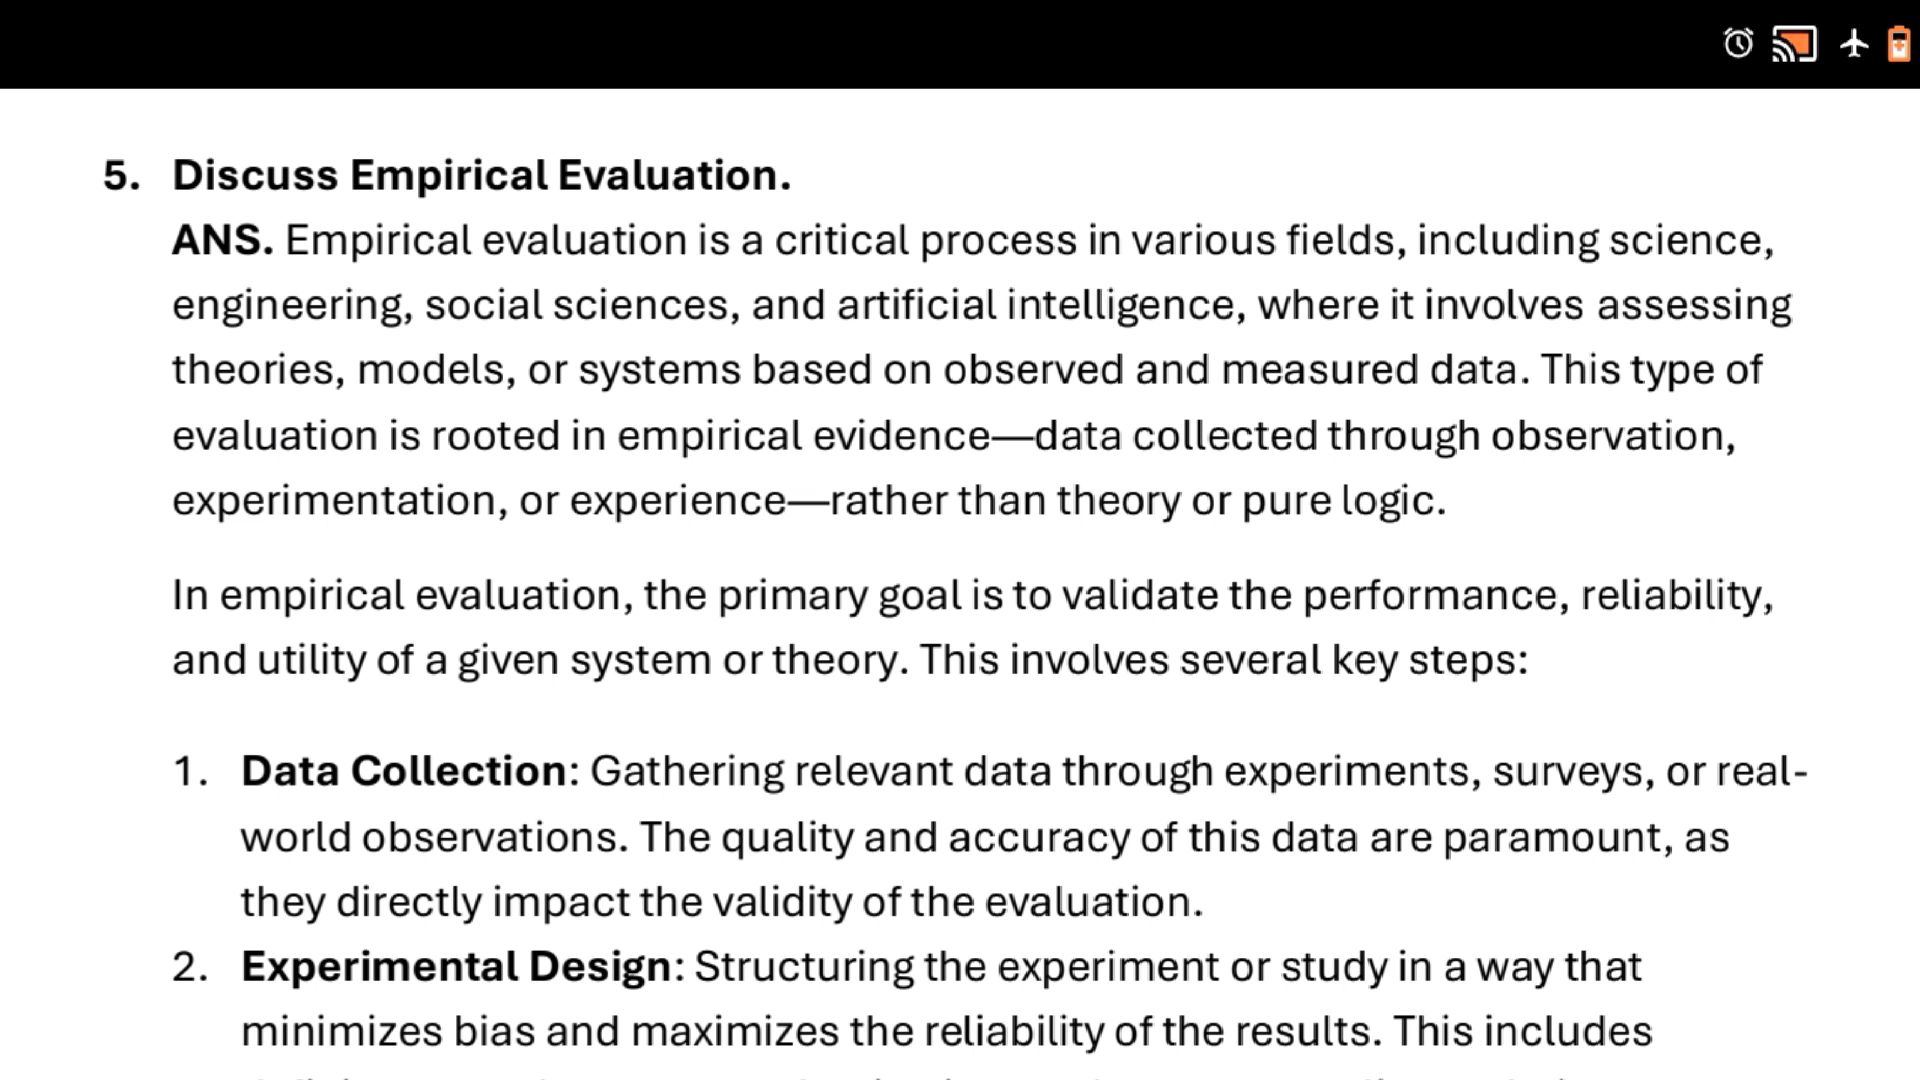 5. Discuss Empirical Evaluation.
ANS. Empirical evaluation is a critical process in various fields, including science,
engineering, social sciences, and artificial intelligence, where it involves assessing
theories, models, or systems based on observed and measured data. This type of
evaluation is rooted in empirical evidence—data collected through observation,
experimentation, or experience—rather than theory or pure logic.
In empirical evaluation, the primary goal is to validate the performance, reliability,
and utility of a given system or theory. This involves several key steps:
1. Data Collection: Gathering relevant data through experiments, surveys, or real-
world observations. The quality and accuracy of this data are paramount, as
they directly impact the validity of the evaluation.
2. Experimental Design: Structuring the experiment or study in a way that
minimizes bias and maximizes the reliability of the results. This includes